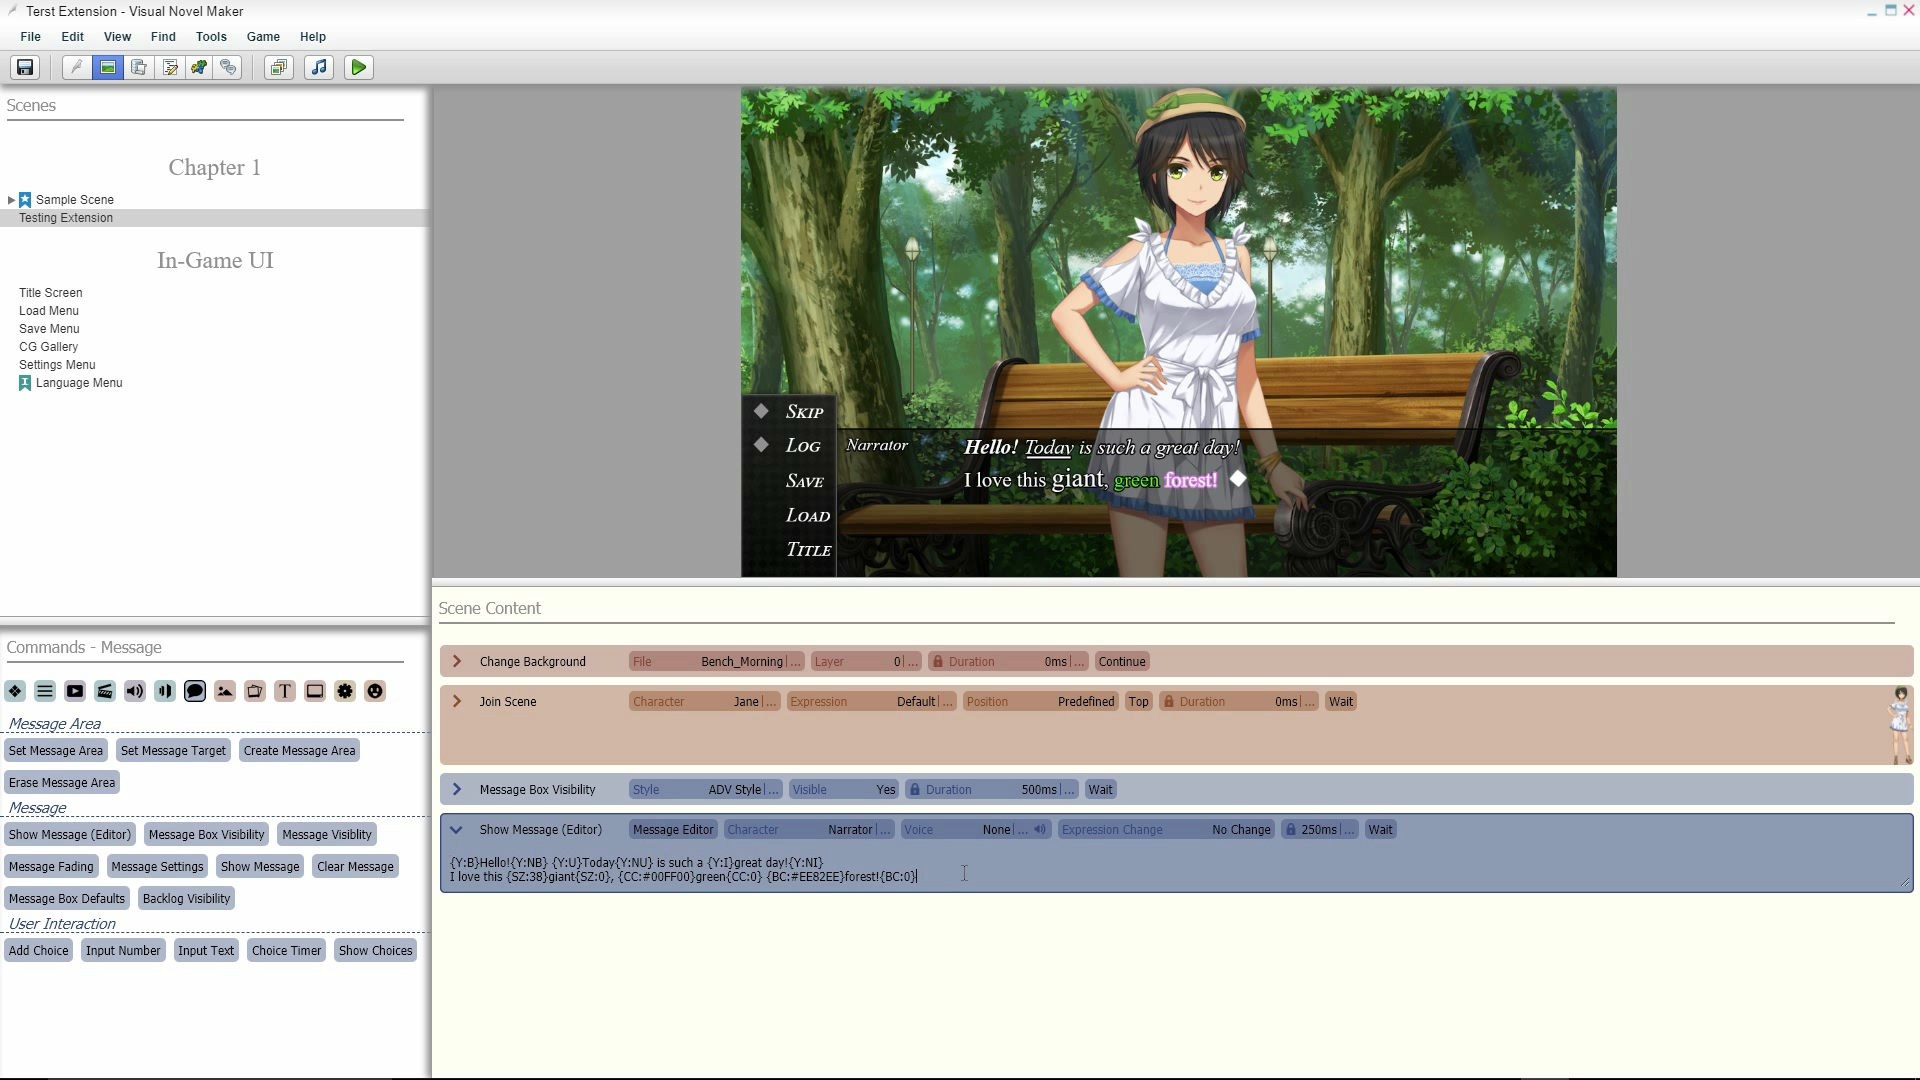 Terst Extension - Visual Novel Maker
File Edit View Find Tools Game Help
Scenes
Chapter 1
Sample Scene
Testing Extension
In-Game UI
Title Screen
Load Menu
Save Menu
CG Gallery
Settings Menu
Language Menu
Skip
Log
Save
Load
Title
Narrator
Hello! Today is such a great day!
I love this giant, green forest!
Commands - Message
T
Message Area
Set Message Area Set Message Target Create Message Area
Erase Message Area
Message
Show Message (Editor) Message Box Visibility Message Visiblity
Message Fading Message Settings Show Message Clear Message
Message Box Defaults Backlog Visibility
User Interaction
Add Choice Input Number Input Text Choice Timer Show Choices
Scene Content
Change Background File Bench_Morning ... Layer 0 ... Duration 0ms ... Continue
Join Scene Character Jane ... Expression Default ... Position Predefined Top Duration 0ms ... Wait
Message Box Visibility Style ADV Style ... Visible Yes Duration 500ms ... Wait
Show Message (Editor) Message Editor Character Narrator ... Voice None ... Expression Change No Change 250ms ... Wait
{Y:B}Hello!{Y:NB} {Y:U}Today{Y:NU} is such a {Y:I}great day!{Y:NI}
I love this {SZ:38}giant{SZ:0}, {CC:#00FF00}green{CC:0} {BC:#EE82EE}forest!{BC:0}